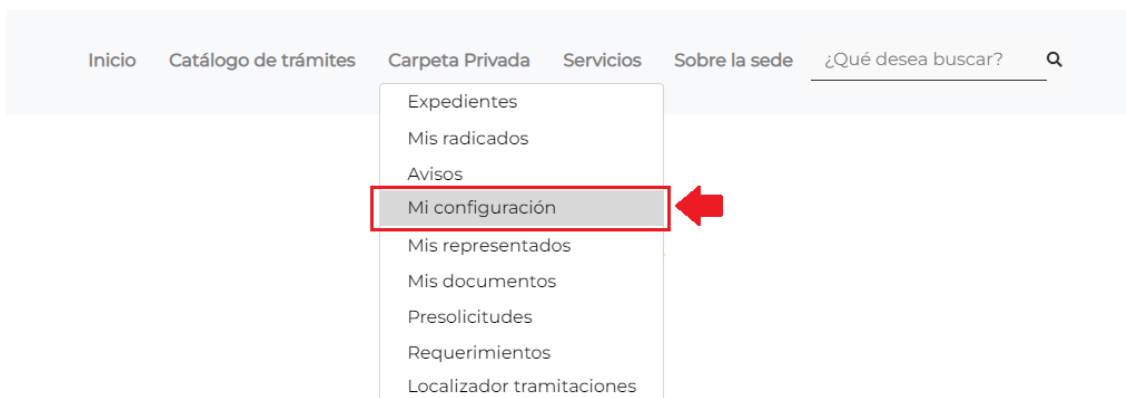 Inicio Catálogo de trámites Carpeta Privada Servicios Sobre la sede ¿Qué desea buscar?
Expedientes
Mis radicados
Avisos
Mi configuración
Mis representados
Mis documentos
Presolicitudes
Requerimientos
Localizador tramitaciones